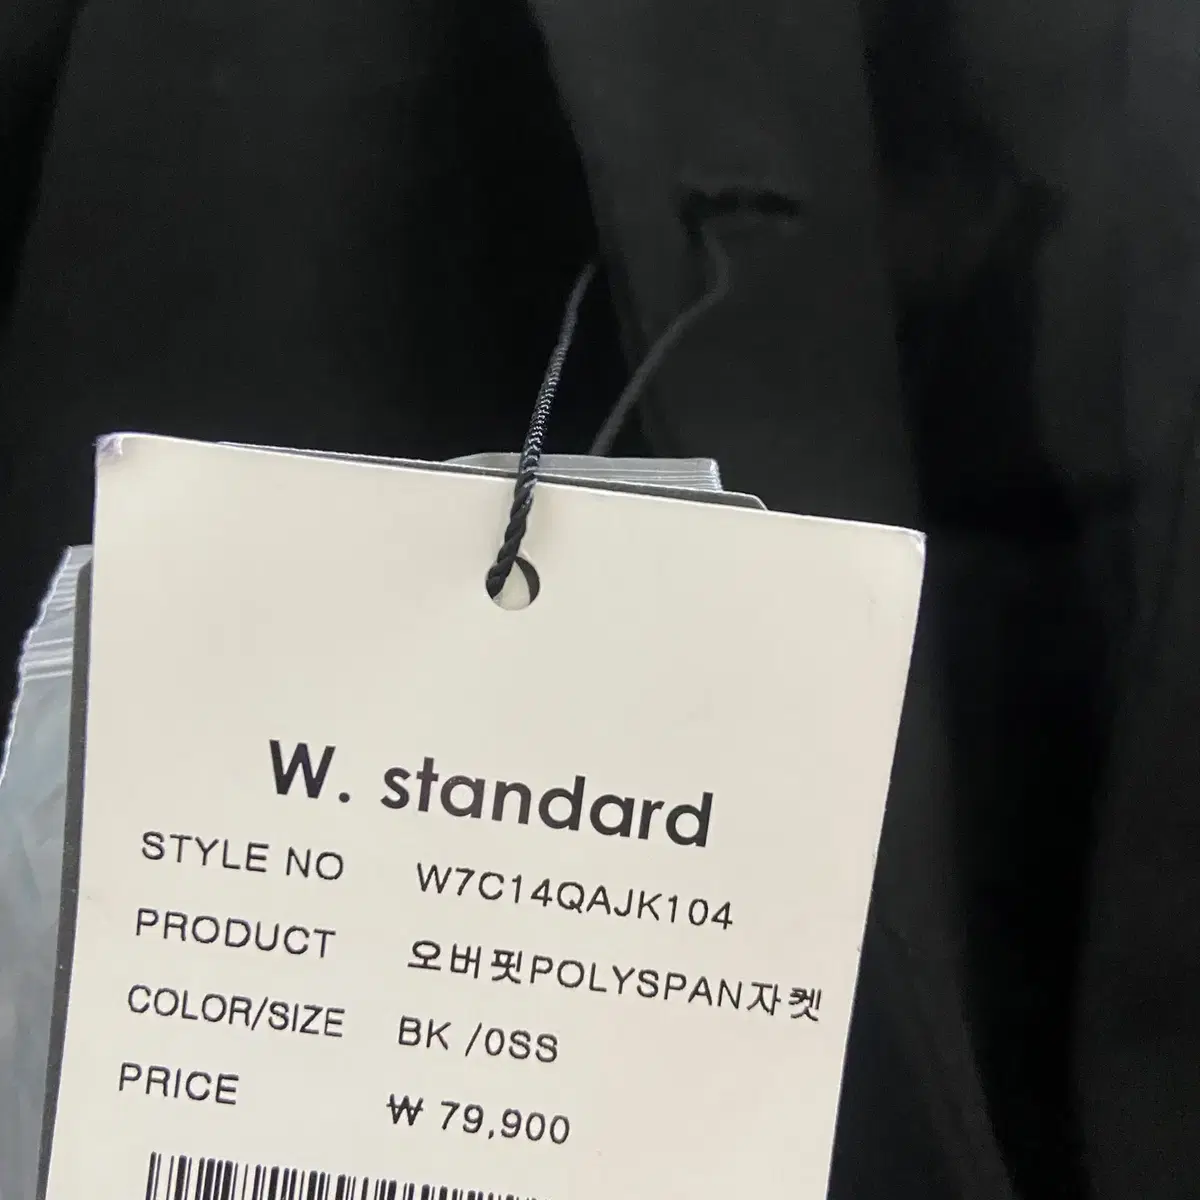 W. standard
STYLE NO W7C14QAJK104
PRODUCT 오버핏POLYSPAN자켓
COLOR/SIZE BK /0SS
PRICE ₩ 79,900